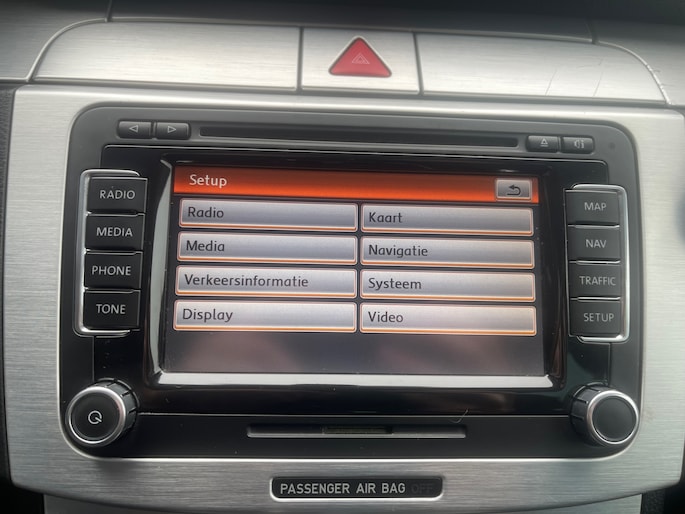 RADIO
MEDIA
PHONE
TONE
Setup
Radio
Kaart
Media
Navigatie
Verkeersinformatie
Systeem
Display
Video
MAP
NAV
TRAFFIC
SETUP
PASSENGER AIR BAG OFF